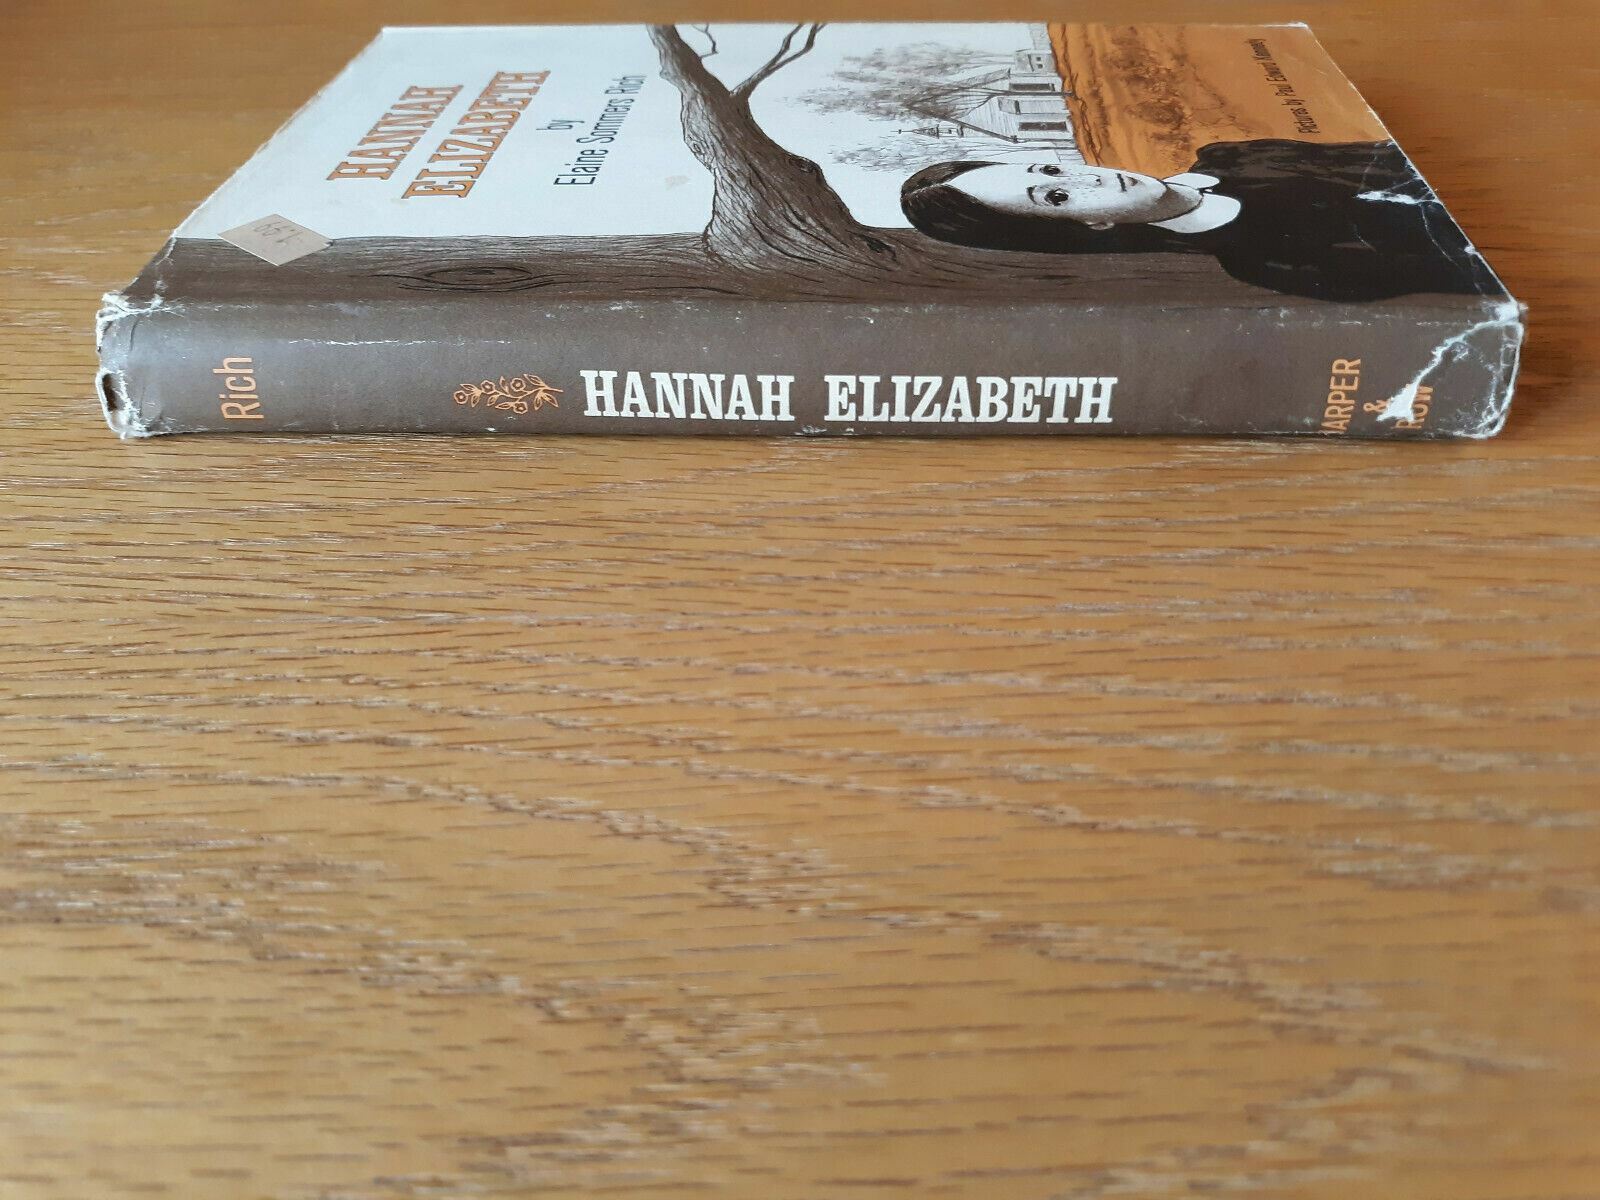 HANNAH
ELIZABETH
by
Elaine Sommers Rich
Pictures by Paul Edward Kennedy
Rich
HANNAH ELIZABETH
HARPER
&
ROW